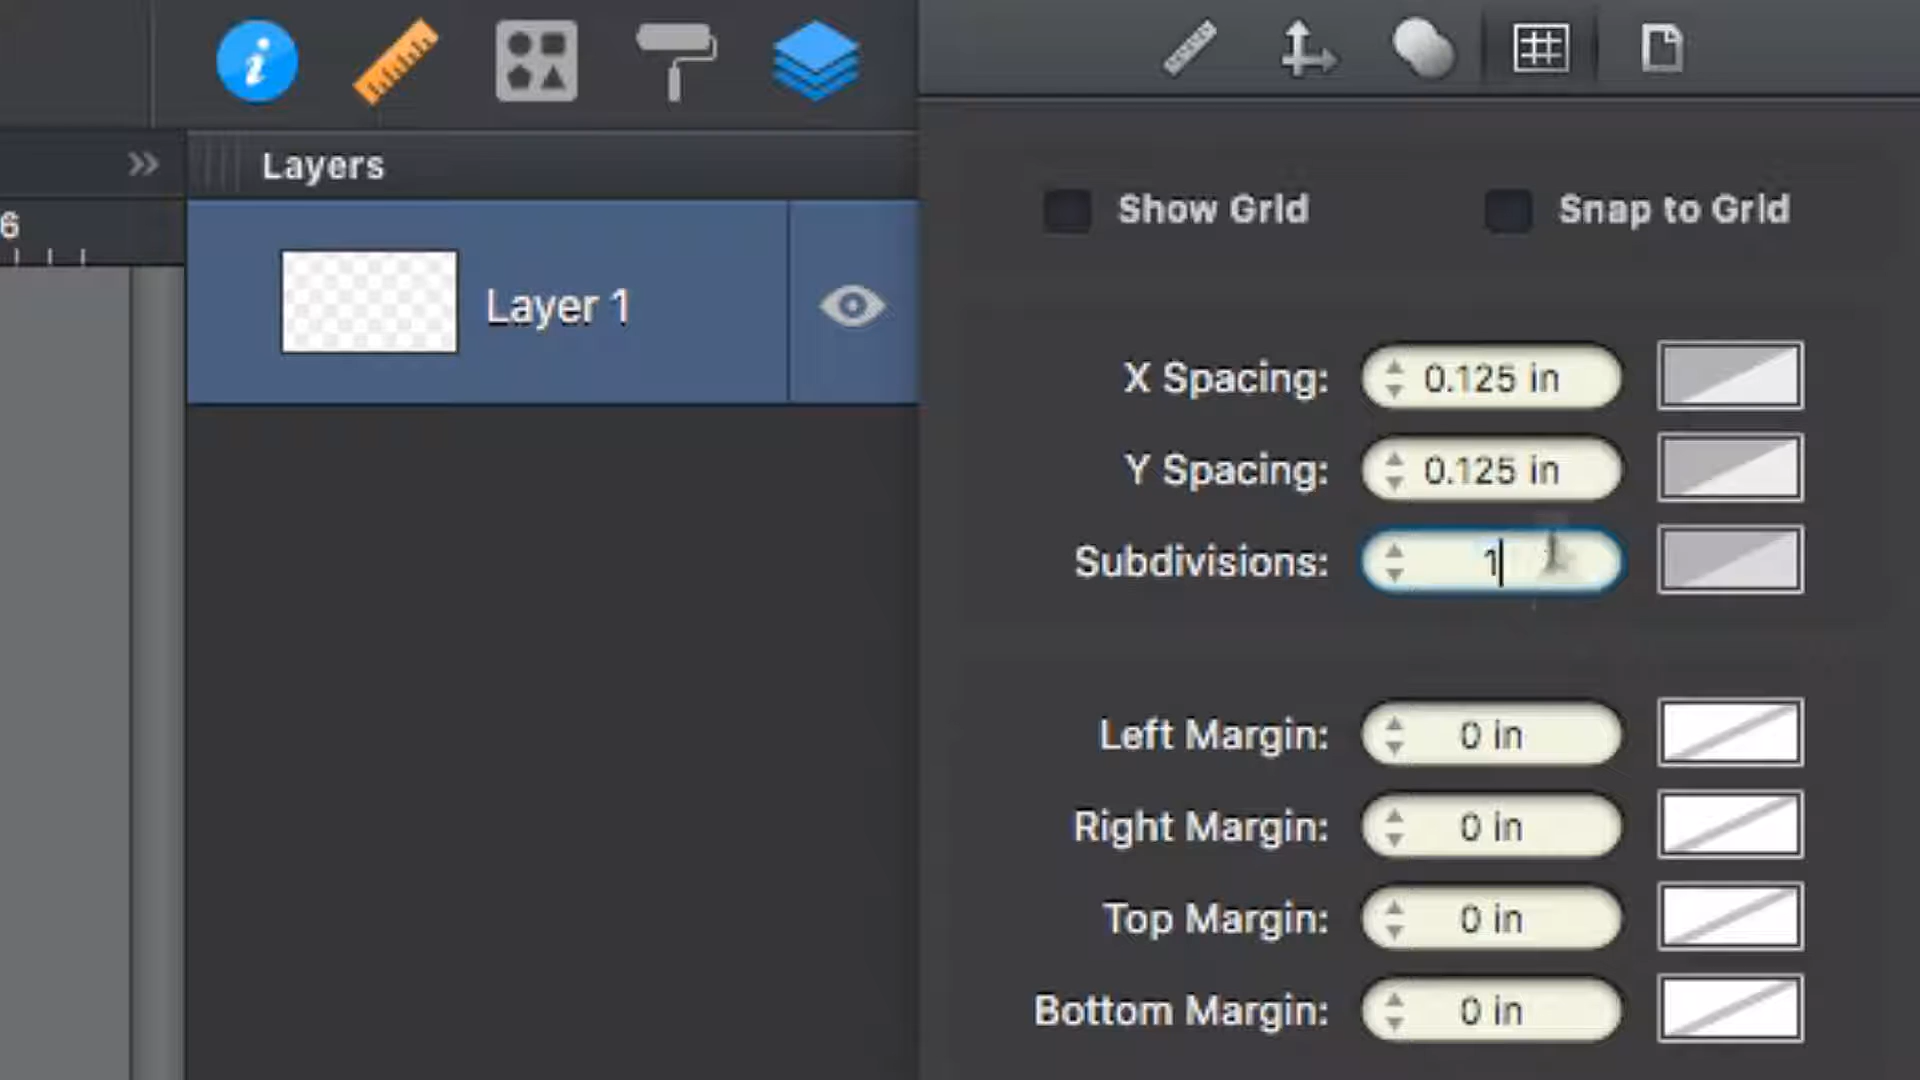 Layers
6
Layer 1
Show Grid
Snap to Grid
X Spacing: 0.125 in
Y Spacing: 0.125 in
Subdivisions: 1
Left Margin: 0 in
Right Margin: 0 in
Top Margin: 0 in
Bottom Margin: 0 in